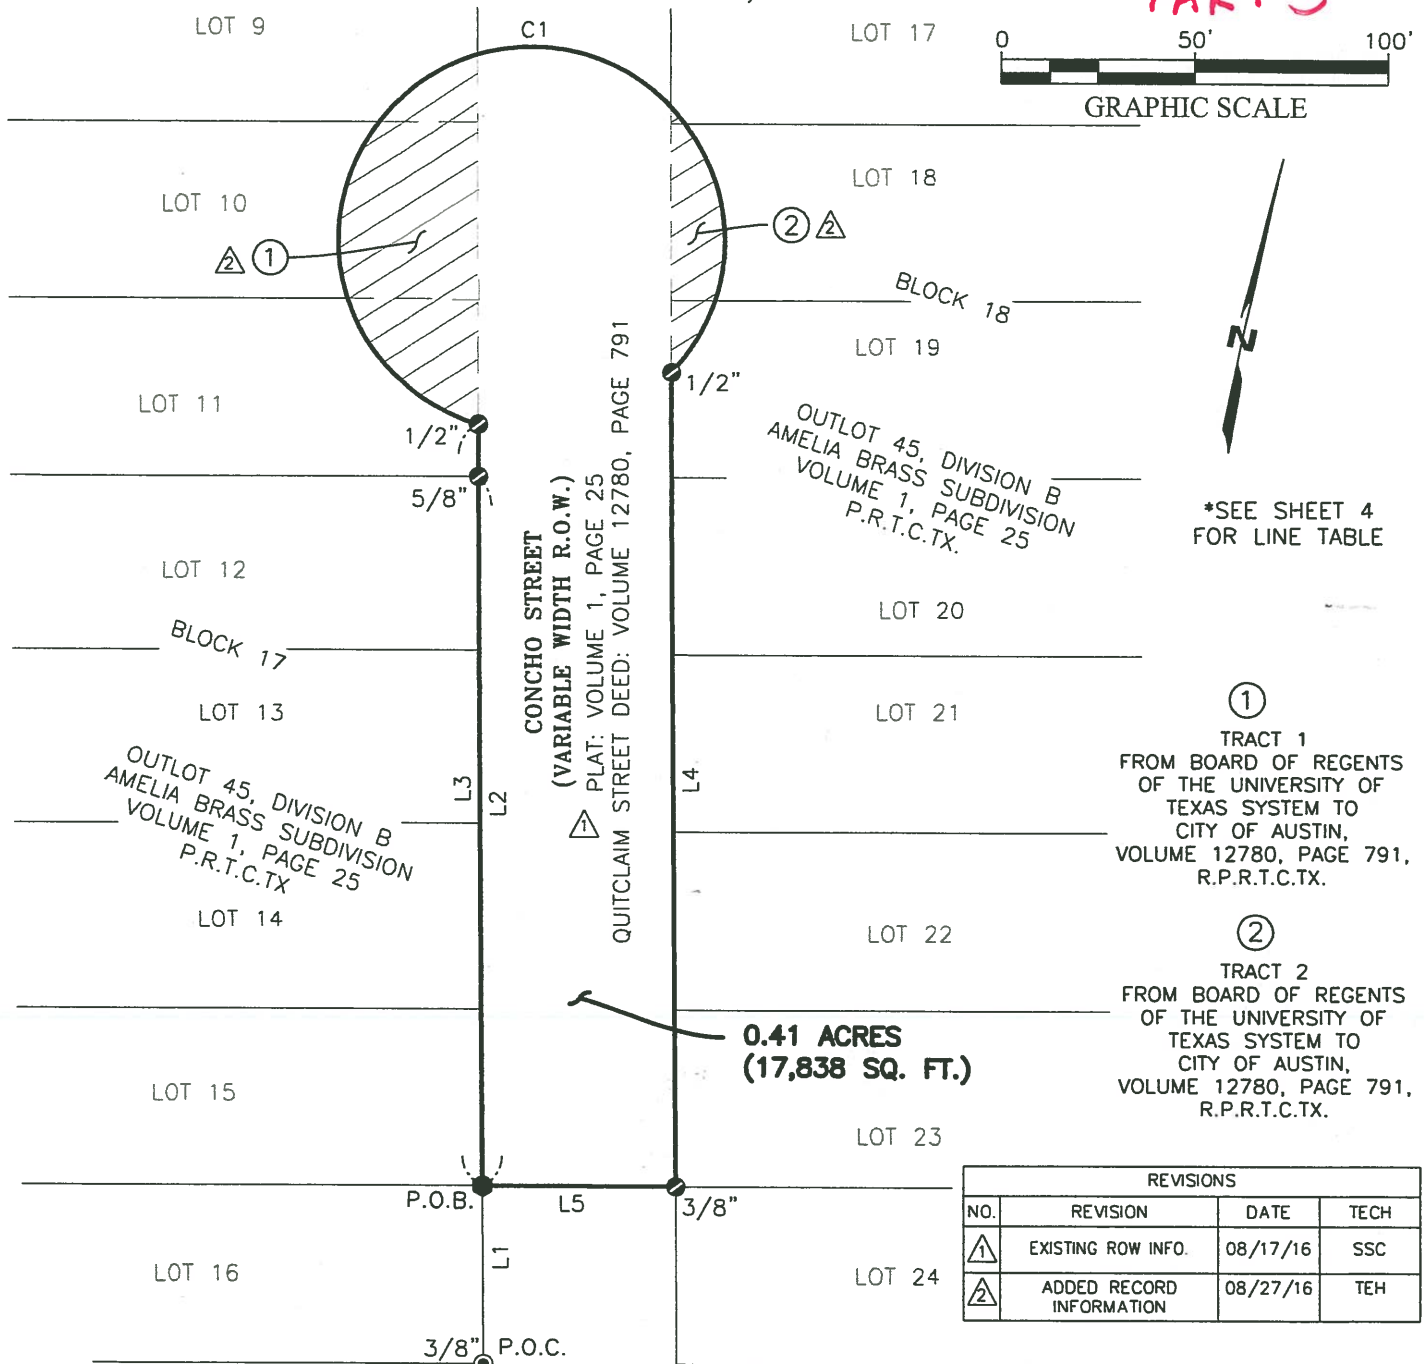 PART 3
LOT 9
C1
LOT 17
0 50' 100'
GRAPHIC SCALE
LOT 10
LOT 18
2 1
2 2
BLOCK 18
N
LOT 19
LOT 11
1/2"
1/2"
5/8"
OUTLOT 45, DIVISION B
AMELIA BRASS SUBDIVISION
VOLUME 1, PAGE 25
P.R.T.C.TX.
*SEE SHEET 4
FOR LINE TABLE
CONCHO STREET
(VARIABLE WIDTH R.O.W.)
1 PLAT: VOLUME 1, PAGE 25
QUITCLAIM STREET DEED: VOLUME 12780, PAGE 791
LOT 12
LOT 20
BLOCK 17
LOT 13
LOT 21
L3
L2
L4
OUTLOT 45, DIVISION B
AMELIA BRASS SUBDIVISION
VOLUME 1, PAGE 25
P.R.T.C.TX
1
TRACT 1
FROM BOARD OF REGENTS
OF THE UNIVERSITY OF
TEXAS SYSTEM TO
CITY OF AUSTIN,
VOLUME 12780, PAGE 791,
R.P.R.T.C.TX.
LOT 14
LOT 22
2
TRACT 2
FROM BOARD OF REGENTS
OF THE UNIVERSITY OF
TEXAS SYSTEM TO
CITY OF AUSTIN,
VOLUME 12780, PAGE 791,
R.P.R.T.C.TX.
0.41 ACRES
(17,838 SQ. FT.)
LOT 15
LOT 23
P.O.B.
L5
3/8"
L1
LOT 16
LOT 24
3/8" P.O.C.
REVISIONS
NO. REVISION DATE TECH
1 EXISTING ROW INFO. 08/17/16 SSC
2 ADDED RECORD 08/27/16 TEH
INFORMATION